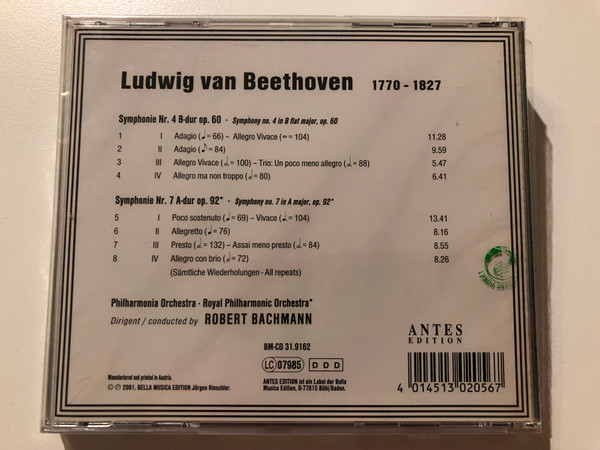 Ludwig van Beethoven 1770 - 1827
Symphonie Nr. 4 B-dur op. 60 · Symphony no. 4 in B flat major, op. 60
1 I Adagio (♩=66) – Allegro Vivace (𝅝=104) 11.28
2 II Adagio (♪=84) 9.59
3 III Allegro Vivace (𝅗𝅥.=100) – Trio: Un poco meno allegro (𝅗𝅥.=88) 5.47
4 IV Allegro ma non troppo (𝅗𝅥=80) 6.41
Symphonie Nr. 7 A-dur op. 92* · Symphony no. 7 in A major, op. 92*
5 I Poco sostenuto (♩=69) – Vivace (♩.=104) 13.41
6 II Allegretto (♩=76) 8.16
7 III Presto (𝅗𝅥.=132) – Assai meno presto (𝅗𝅥.=84) 8.55
8 IV Allegro con brio (𝅗𝅥=72) 8.26
(Sämtliche Wiederholungen - All repeats)
Philharmonia Orchestra · Royal Philharmonic Orchestra*
Dirigent / conducted by ROBERT BACHMANN
ANTES
EDITION
BM-CD 31.9162
LC 07985 D D D
Manufactured and printed in Austria.
© ℗ 2001, BELLA MUSICA EDITION Jürgen Rinschler.
ANTES EDITION ist ein Label der Bella
Musica Edition, D-77815 Bühl/Baden.
4 014513 020567